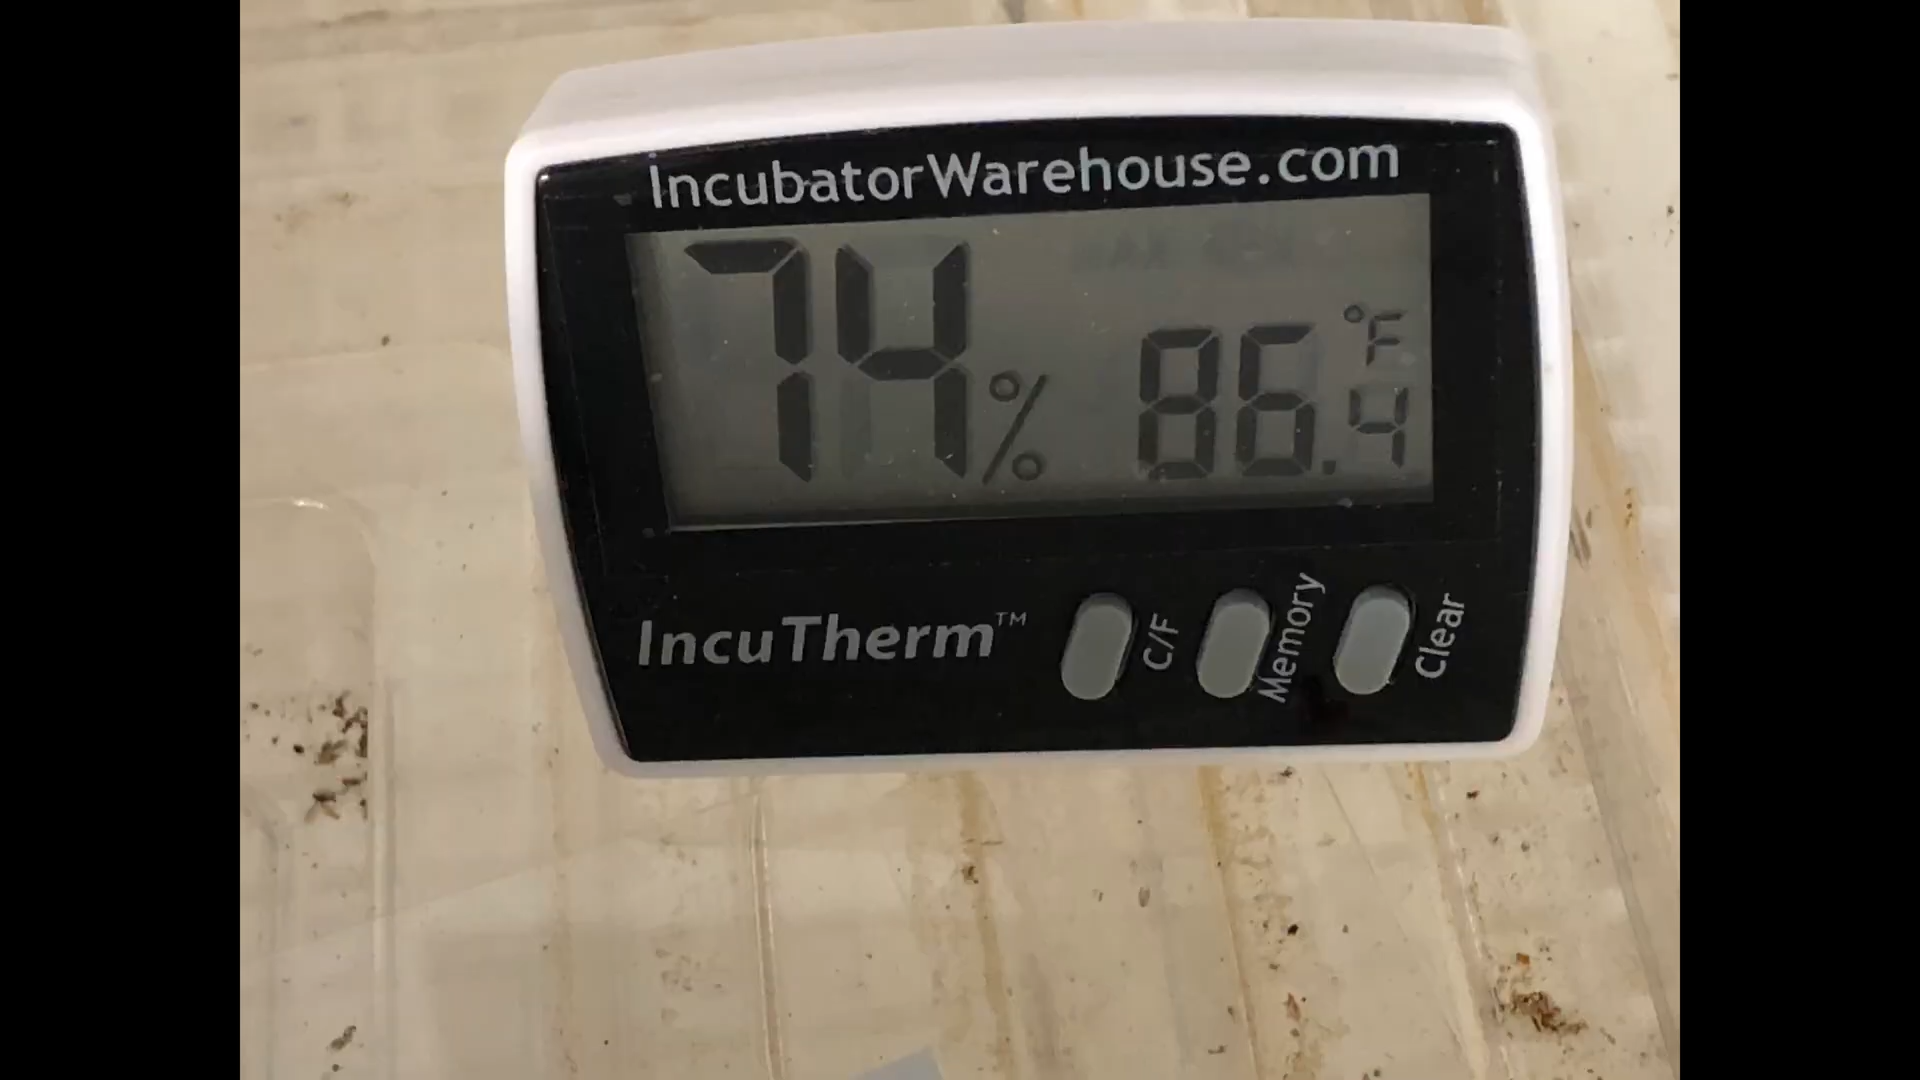 IncubatorWarehouse.com
74% 86.4 °F
IncuTherm™
C/F
Memory
Clear